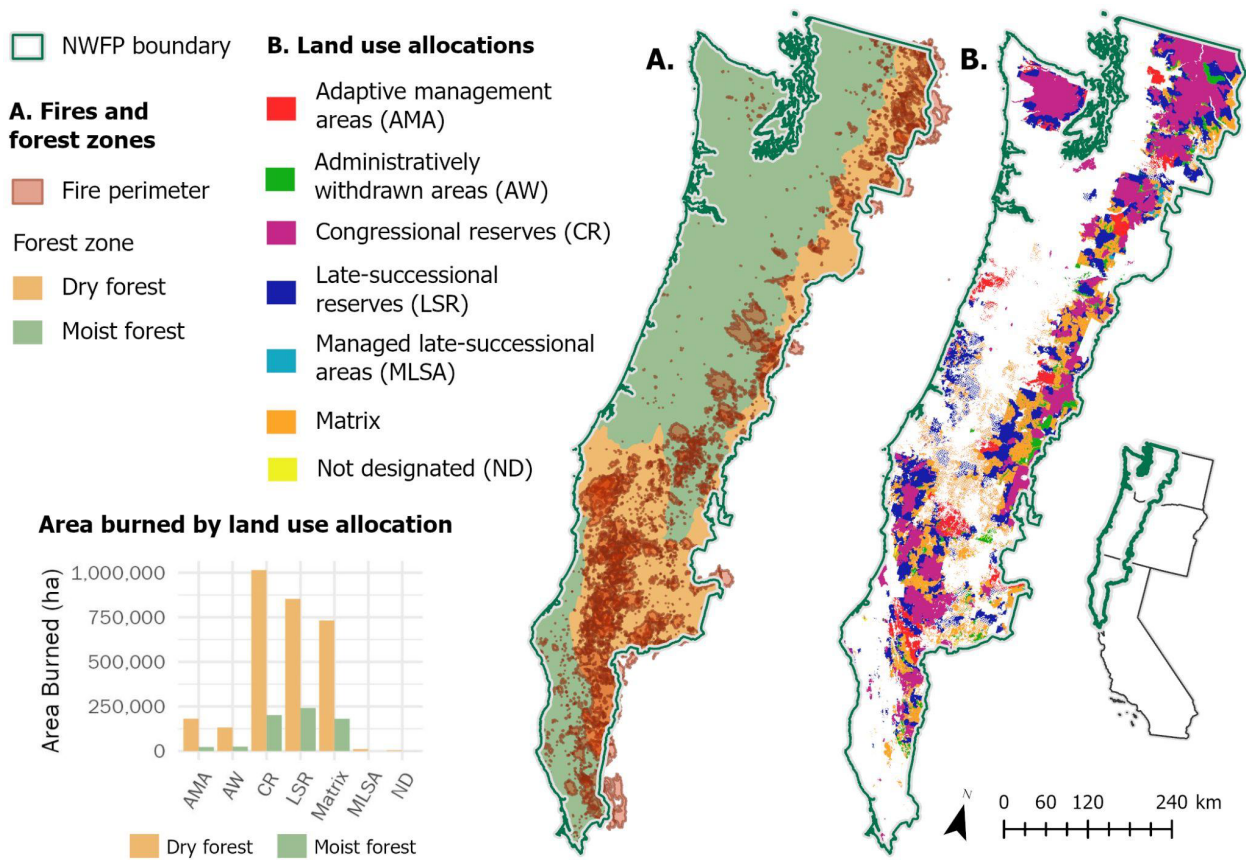 NWFP boundary
A. Fires and
forest zones
Fire perimeter
Forest zone
Dry forest
Moist forest
B. Land use allocations
Adaptive management
areas (AMA)
Administratively
withdrawn areas (AW)
Congressional reserves (CR)
Late-successional
reserves (LSR)
Managed late-successional
areas (MLSA)
Matrix
Not designated (ND)
Area burned by land use allocation
Area Burned (ha)
1,000,000
750,000
500,000
250,000
0
AMA
AW
CR
LSR
Matrix
MLSA
ND
Dry forest
Moist forest
A.
B.
N
0 60 120 240 km